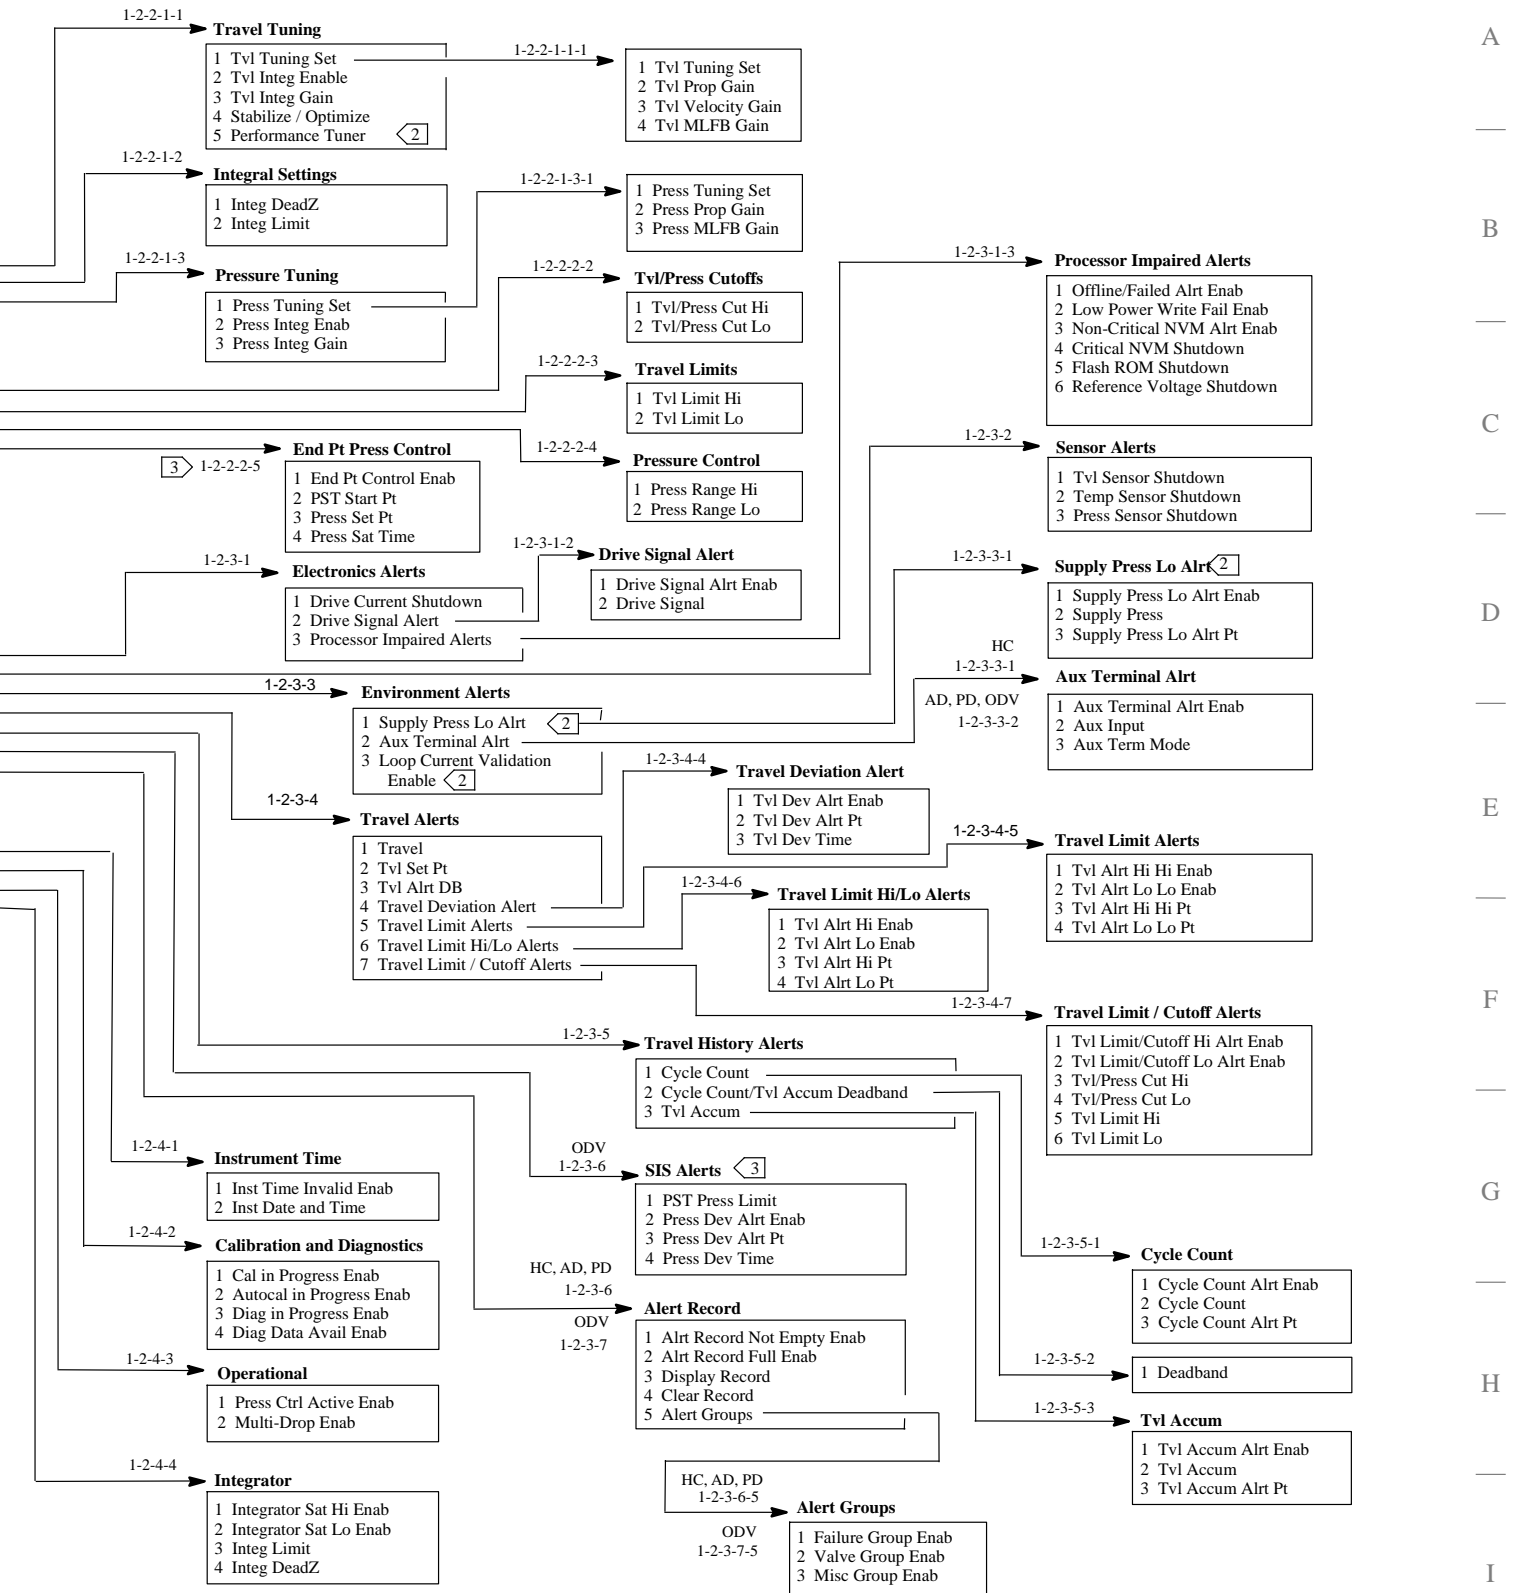 1-2-2-1-1
Travel Tuning
1 Tvl Tuning Set
2 Tvl Integ Enable
3 Tvl Integ Gain
4 Stabilize / Optimize
5 Performance Tuner 2
1-2-2-1-1-1
1 Tvl Tuning Set
2 Tvl Prop Gain
3 Tvl Velocity Gain
4 Tvl MLFB Gain
A
1-2-2-1-2
Integral Settings
1 Integ DeadZ
2 Integ Limit
1-2-2-1-3-1
1 Press Tuning Set
2 Press Prop Gain
3 Press MLFB Gain
B
1-2-2-1-3
Pressure Tuning
1 Press Tuning Set
2 Press Integ Enab
3 Press Integ Gain
1-2-2-2-2
Tvl/Press Cutoffs
1 Tvl/Press Cut Hi
2 Tvl/Press Cut Lo
1-2-3-1-3
Processor Impaired Alerts
1 Offline/Failed Alrt Enab
2 Low Power Write Fail Enab
3 Non-Critical NVM Alrt Enab
4 Critical NVM Shutdown
5 Flash ROM Shutdown
6 Reference Voltage Shutdown
1-2-2-2-3
Travel Limits
1 Tvl Limit Hi
2 Tvl Limit Lo
C
End Pt Press Control
3 1-2-2-2-5
1 End Pt Control Enab
2 PST Start Pt
3 Press Set Pt
4 Press Sat Time
1-2-2-2-4
Pressure Control
1 Press Range Hi
2 Press Range Lo
1-2-3-2
Sensor Alerts
1 Tvl Sensor Shutdown
2 Temp Sensor Shutdown
3 Press Sensor Shutdown
1-2-3-1
Electronics Alerts
1 Drive Current Shutdown
2 Drive Signal Alert
3 Processor Impaired Alerts
1-2-3-1-2
Drive Signal Alert
1 Drive Signal Alrt Enab
2 Drive Signal
1-2-3-3-1
Supply Press Lo Alrt 2
1 Supply Press Lo Alrt Enab
2 Supply Press
3 Supply Press Lo Alrt Pt
D
HC
1-2-3-3-1
AD, PD, ODV
1-2-3-3-2
Aux Terminal Alrt
1 Aux Terminal Alrt Enab
2 Aux Input
3 Aux Term Mode
1-2-3-3
Environment Alerts
1 Supply Press Lo Alrt 2
2 Aux Terminal Alrt
3 Loop Current Validation
Enable 2
1-2-3-4-4
Travel Deviation Alert
1 Tvl Dev Alrt Enab
2 Tvl Dev Alrt Pt
3 Tvl Dev Time
E
1-2-3-4
Travel Alerts
1 Travel
2 Tvl Set Pt
3 Tvl Alrt DB
4 Travel Deviation Alert
5 Travel Limit Alerts
6 Travel Limit Hi/Lo Alerts
7 Travel Limit / Cutoff Alerts
1-2-3-4-5
Travel Limit Alerts
1 Tvl Alrt Hi Hi Enab
2 Tvl Alrt Lo Lo Enab
3 Tvl Alrt Hi Hi Pt
4 Tvl Alrt Lo Lo Pt
1-2-3-4-6
Travel Limit Hi/Lo Alerts
1 Tvl Alrt Hi Enab
2 Tvl Alrt Lo Enab
3 Tvl Alrt Hi Pt
4 Tvl Alrt Lo Pt
F
1-2-3-4-7
Travel Limit / Cutoff Alerts
1 Tvl Limit/Cutoff Hi Alrt Enab
2 Tvl Limit/Cutoff Lo Alrt Enab
3 Tvl/Press Cut Hi
4 Tvl/Press Cut Lo
5 Tvl Limit Hi
6 Tvl Limit Lo
1-2-3-5
Travel History Alerts
1 Cycle Count
2 Cycle Count/Tvl Accum Deadband
3 Tvl Accum
1-2-4-1
Instrument Time
1 Inst Time Invalid Enab
2 Inst Date and Time
ODV
1-2-3-6
SIS Alerts 3
1 PST Press Limit
2 Press Dev Alrt Enab
3 Press Dev Alrt Pt
4 Press Dev Time
G
1-2-4-2
Calibration and Diagnostics
1 Cal in Progress Enab
2 Autocal in Progress Enab
3 Diag in Progress Enab
4 Diag Data Avail Enab
1-2-3-5-1
Cycle Count
1 Cycle Count Alrt Enab
2 Cycle Count
3 Cycle Count Alrt Pt
HC, AD, PD
1-2-3-6
ODV
1-2-3-7
Alert Record
1 Alrt Record Not Empty Enab
2 Alrt Record Full Enab
3 Display Record
4 Clear Record
5 Alert Groups
1-2-4-3
Operational
1 Press Ctrl Active Enab
2 Multi-Drop Enab
1-2-3-5-2
1 Deadband
H
1-2-3-5-3
Tvl Accum
1 Tvl Accum Alrt Enab
2 Tvl Accum
3 Tvl Accum Alrt Pt
1-2-4-4
Integrator
1 Integrator Sat Hi Enab
2 Integrator Sat Lo Enab
3 Integ Limit
4 Integ DeadZ
HC, AD, PD
1-2-3-6-5
ODV
1-2-3-7-5
Alert Groups
1 Failure Group Enab
2 Valve Group Enab
3 Misc Group Enab
I